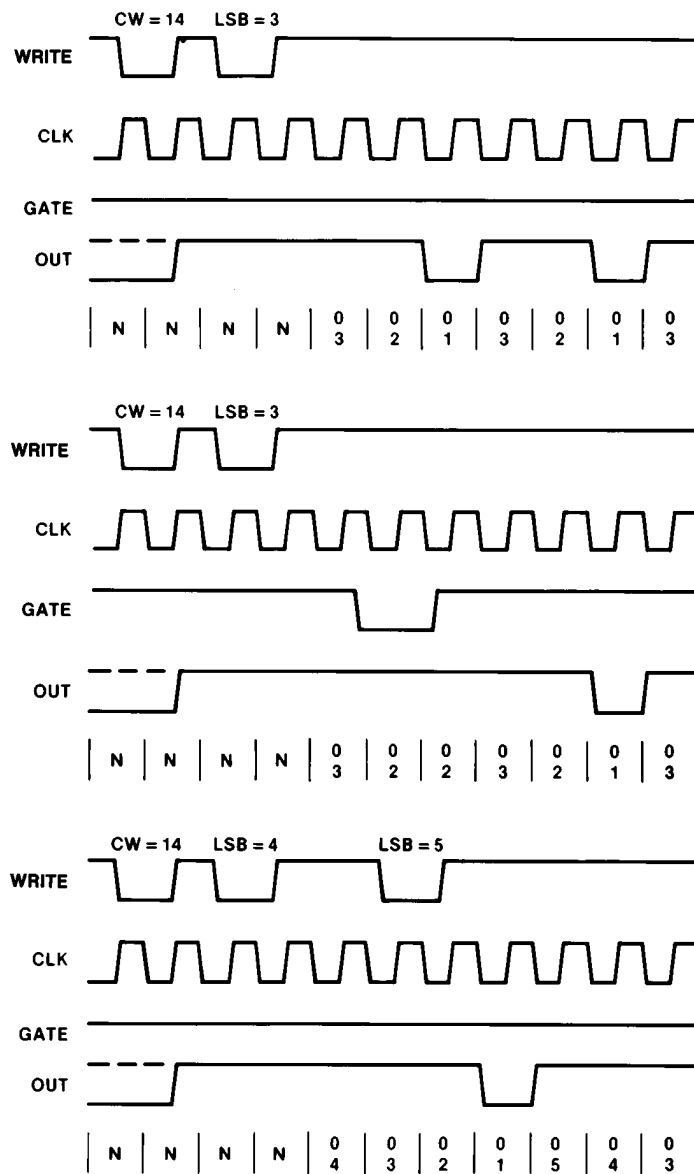 CW = 14 LSB = 3
WRITE
CLK
GATE
OUT
N N N N 0 0 0 0 0 0 0
3 2 1 3 2 1 3
CW = 14 LSB = 3
WRITE
CLK
GATE
OUT
N N N N 0 0 0 0 0 0 0
3 2 2 3 2 1 3
CW = 14 LSB = 4 LSB = 5
WRITE
CLK
GATE
OUT
N N N N 0 0 0 0 0 0 0
4 3 2 1 5 4 3